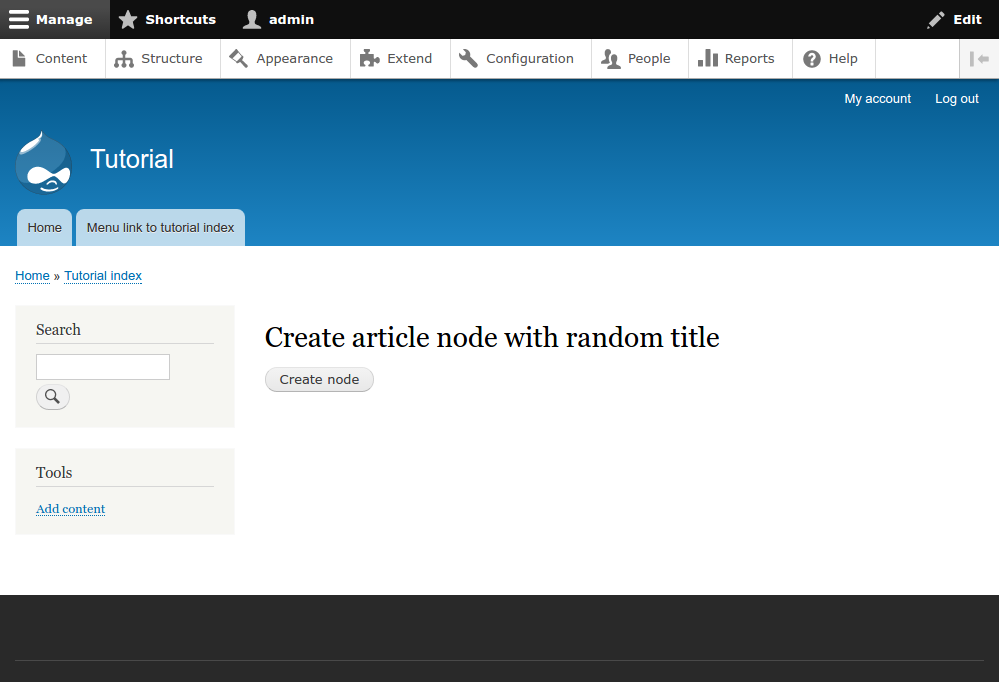 Manage Shortcuts admin Edit
Content Structure Appearance Extend Configuration People Reports Help
My account Log out
Tutorial
Home Menu link to tutorial index
Home » Tutorial index
Search
Create article node with random title
Create node
Tools
Add content